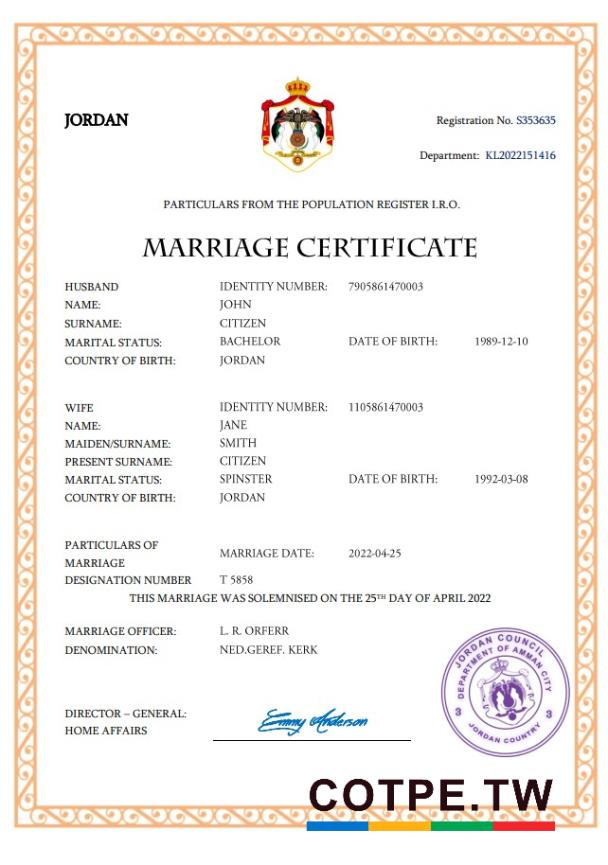 JORDAN
Registration No. S353635
Department: KL2022151416
PARTICULARS FROM THE POPULATION REGISTER I.R.O.
MARRIAGE CERTIFICATE
HUSBAND IDENTITY NUMBER: 7905861470003
NAME: JOHN
SURNAME: CITIZEN
MARITAL STATUS: BACHELOR DATE OF BIRTH: 1989-12-10
COUNTRY OF BIRTH: JORDAN
WIFE IDENTITY NUMBER: 1105861470003
NAME: JANE
MAIDEN/SURNAME: SMITH
PRESENT SURNAME: CITIZEN
MARITAL STATUS: SPINSTER DATE OF BIRTH: 1992-03-08
COUNTRY OF BIRTH: JORDAN
PARTICULARS OF
MARRIAGE MARRIAGE DATE: 2022-04-25
DESIGNATION NUMBER T 5858
THIS MARRIAGE WAS SOLEMNISED ON THE 25TH DAY OF APRIL 2022
MARRIAGE OFFICER: L. R. ORFERR
DENOMINATION: NED.GEREF. KERK
JORDAN COUNCIL
DEPARTMENT OF AMMAN CITY
3 3
JORDAN COUNTRY
DIRECTOR – GENERAL:
HOME AFFAIRS
Emmy Anderson
COTPE.TW